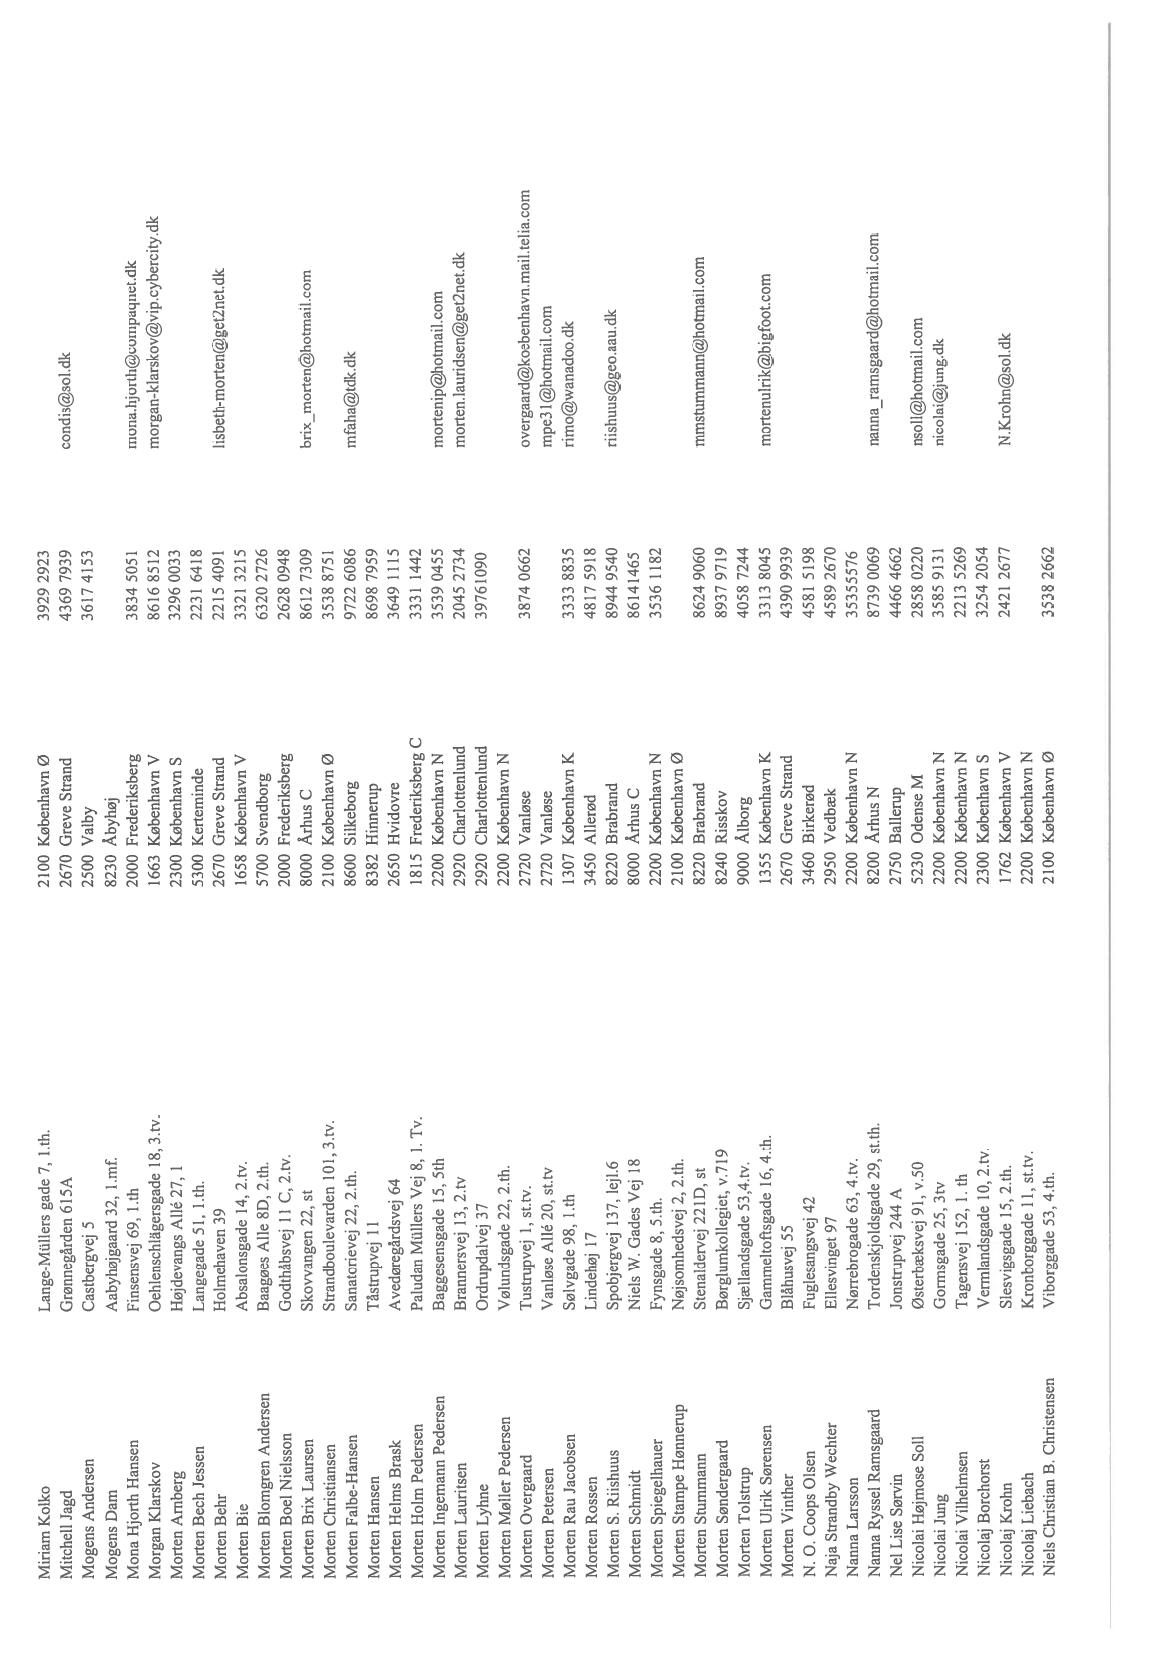 Miriam Kolko Lange-Müllers gade 7, 1.th. 2100 København Ø 3929 2923
Mitchell Jagd Grønnegården 615A 2670 Greve Strand 4369 7939 condis@sol.dk
Mogens Andersen Castbergvej 5 2500 Valby 3617 4153
Mogens Dam Aabyhøjgaard 32, 1.mf. 8230 Åbyhøj
Mona Hjorth Hansen Finsensvej 69, 1.th 2000 Frederiksberg 3834 5051 mona.hjorth@compaqnet.dk
Morgan Klarskov Oehlenschlägersgade 18, 3.tv. 1663 København V 8616 8512 morgan-klarskov@vip.cybercity.dk
Morten Arnberg Højdevangs Allé 27, 1 2300 København S 3296 0033
Morten Bech Jessen Langegade 51, 1.th. 5300 Kerteminde 2231 6418
Morten Behr Holmehaven 39 2670 Greve Strand 2215 4091 lisbeth-morten@get2net.dk
Morten Bie Absalonsgade 14, 2.tv. 1658 København V 3321 3215
Morten Blomgren Andersen Baagøes Alle 8D, 2.th. 5700 Svendborg 6320 2726
Morten Boel Nielsson Godthåbsvej 11 C, 2.tv. 2000 Frederiksberg 2628 0948
Morten Brix Laursen Skovvangen 22, st 8000 Århus C 8612 7309 brix_morten@hotmail.com
Morten Christiansen Strandboulevarden 101, 3.tv. 2100 København Ø 3538 8751
Morten Falbe-Hansen Sanatorievej 22, 2.th. 8600 Silkeborg 9722 6086 mfaha@tdk.dk
Morten Hansen Tåstrupvej 11 8382 Hinnerup 8698 7959
Morten Helms Brask Avedøregårdsvej 64 2650 Hvidovre 3649 1115
Morten Holm Pedersen Paludan Müllers Vej 8, 1. Tv. 1815 Frederiksberg C 3331 1442
Morten Ingemann Pedersen Baggesensgade 15, 5th 2200 København N 3539 0455 mortenip@hotmail.com
Morten Lauritsen Brannersvej 13, 2.tv 2920 Charlottenlund 2045 2734 morten.lauridsen@get2net.dk
Morten Lyhne Ordrupdalvej 37 2920 Charlottenlund 39761090
Morten Møller Pedersen Vølundsgade 22, 2.th. 2200 København N
Morten Overgaard Tustrupvej 1, st.tv. 2720 Vanløse 3874 0662 overgaard@koebenhavn.mail.telia.com
Morten Petersen Vanløse Allé 20, st.tv 2720 Vanløse mpe31@hotmail.com
Morten Rau Jacobsen Sølvgade 98, 1.th 1307 København K 3333 8835 rimo@wanadoo.dk
Morten Rossen Lindehøj 17 3450 Allerød 4817 5918
Morten S. Riishuus Spobjergvej 137, lejl.6 8220 Brabrand 8944 9540 riishuus@geo.aau.dk
Morten Schmidt Niels W. Gades Vej 18 8000 Århus C 86141465
Morten Spiegelhauer Fynsgade 8, 5.th. 2200 København N 3536 1182
Morten Stampe Hønnerup Nøjsomhedsvej 2, 2.th. 2100 København Ø
Morten Stummann Stenaldervej 221D, st 8220 Brabrand 8624 9060 mmstummann@hotmail.com
Morten Søndergaard Børglumkollegiet, v.719 8240 Risskov 8937 9719
Morten Tolstrup Sjællandsgade 53,4.tv. 9000 Ålborg 4058 7244
Morten Ulrik Sørensen Gammeltoftsgade 16, 4.:h. 1355 København K 3313 8045 mortenulrik@bigfoot.com
Morten Vinther Blåhusvej 55 2670 Greve Strand 4390 9939
N. O. Coops Olsen Fuglesangsvej 42 3460 Birkerød 4581 5198
Naja Strandby Wechter Ellesvinget 97 2950 Vedbæk 4589 2670
Nanna Larsson Nørrebrogade 63, 4.tv. 2200 København N 35355576
Nanna Ryssel Ramsgaard Tordenskjoldsgade 29, st.th. 8200 Århus N 8739 0069 nanna_ramsgaard@hotmail.com
Nel Lise Sørvin Jonstrupvej 244 A 2750 Ballerup 4466 4662
Nicolai Højmose Soll Østerbæksvej 91, v.50 5230 Odense M 2858 0220 nsoll@hotmail.com
Nicolai Jung Gormsgade 25, 3tv 2200 København N 3585 9131 nicolai@jung.dk
Nicolai Vilhelmsen Tagensvej 152, 1. th 2200 København N 2213 5269
Nicolaj Borchorst Vermlandsgade 10, 2.tv. 2300 København S 3254 2054
Nicolaj Krohn Slesvigsgade 15, 2.th. 1762 København V 2421 2677 N.Krohn@sol.dk
Nicolaj Liebach Kronborggade 11, st.tv. 2200 København N
Niels Christian B. Christensen Viborgade 53, 4.th. 2100 København Ø 3538 2662